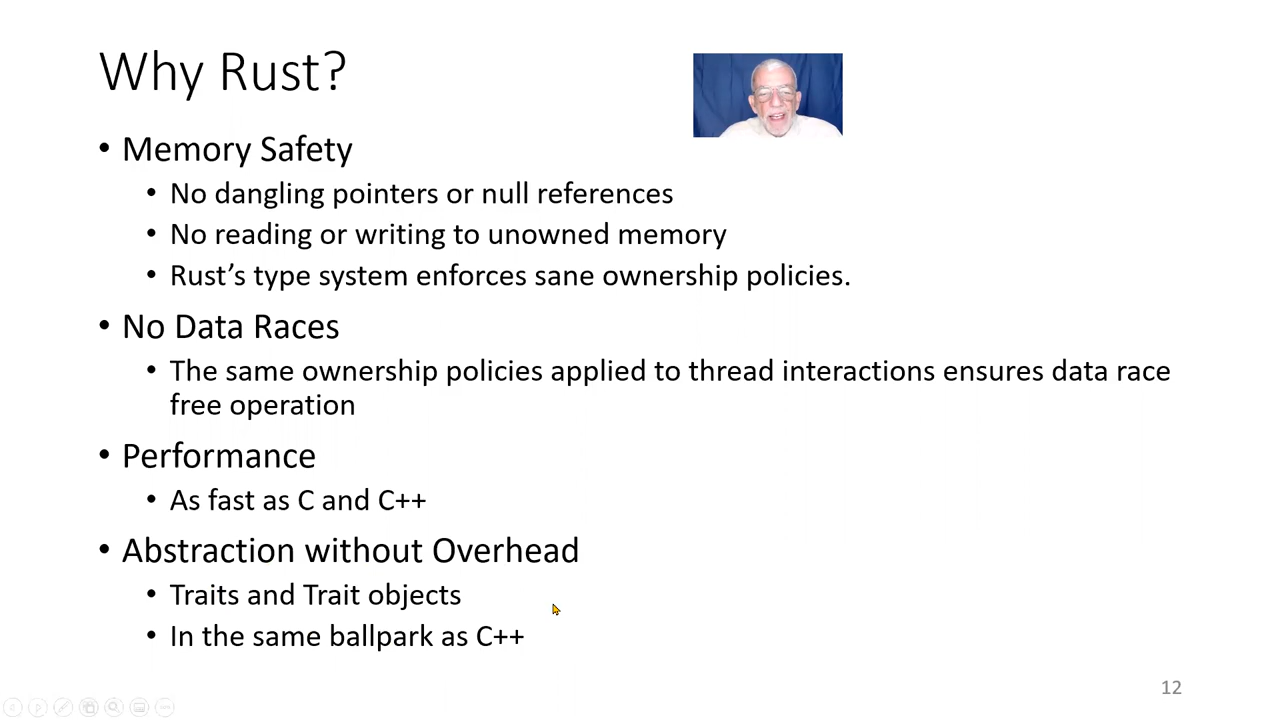 Why Rust?
• Memory Safety
• No dangling pointers or null references
• No reading or writing to unowned memory
• Rust’s type system enforces sane ownership policies.
• No Data Races
• The same ownership policies applied to thread interactions ensures data race
free operation
• Performance
• As fast as C and C++
• Abstraction without Overhead
• Traits and Trait objects
• In the same ballpark as C++
12